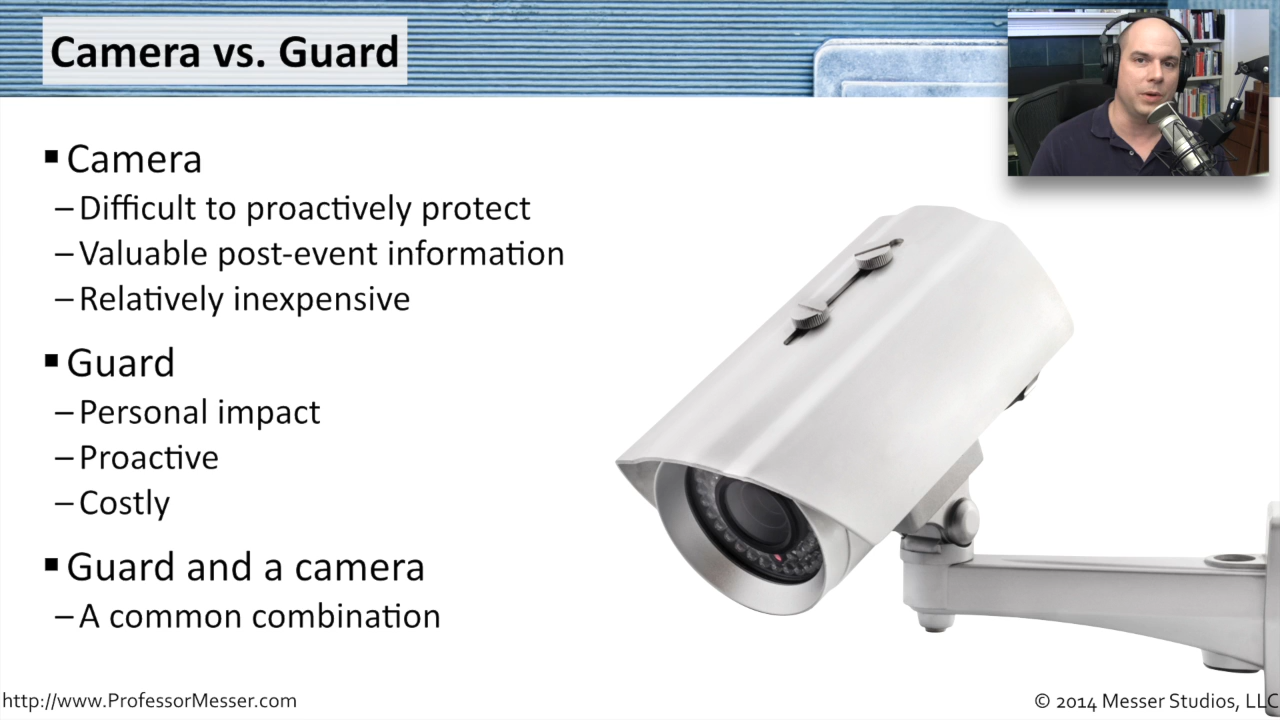 Camera vs. Guard
▪ Camera
– Difficult to proactively protect
– Valuable post-event information
– Relatively inexpensive
▪ Guard
– Personal impact
– Proactive
– Costly
▪ Guard and a camera
– A common combination
http://www.ProfessorMesser.com
© 2014 Messer Studios, LLC